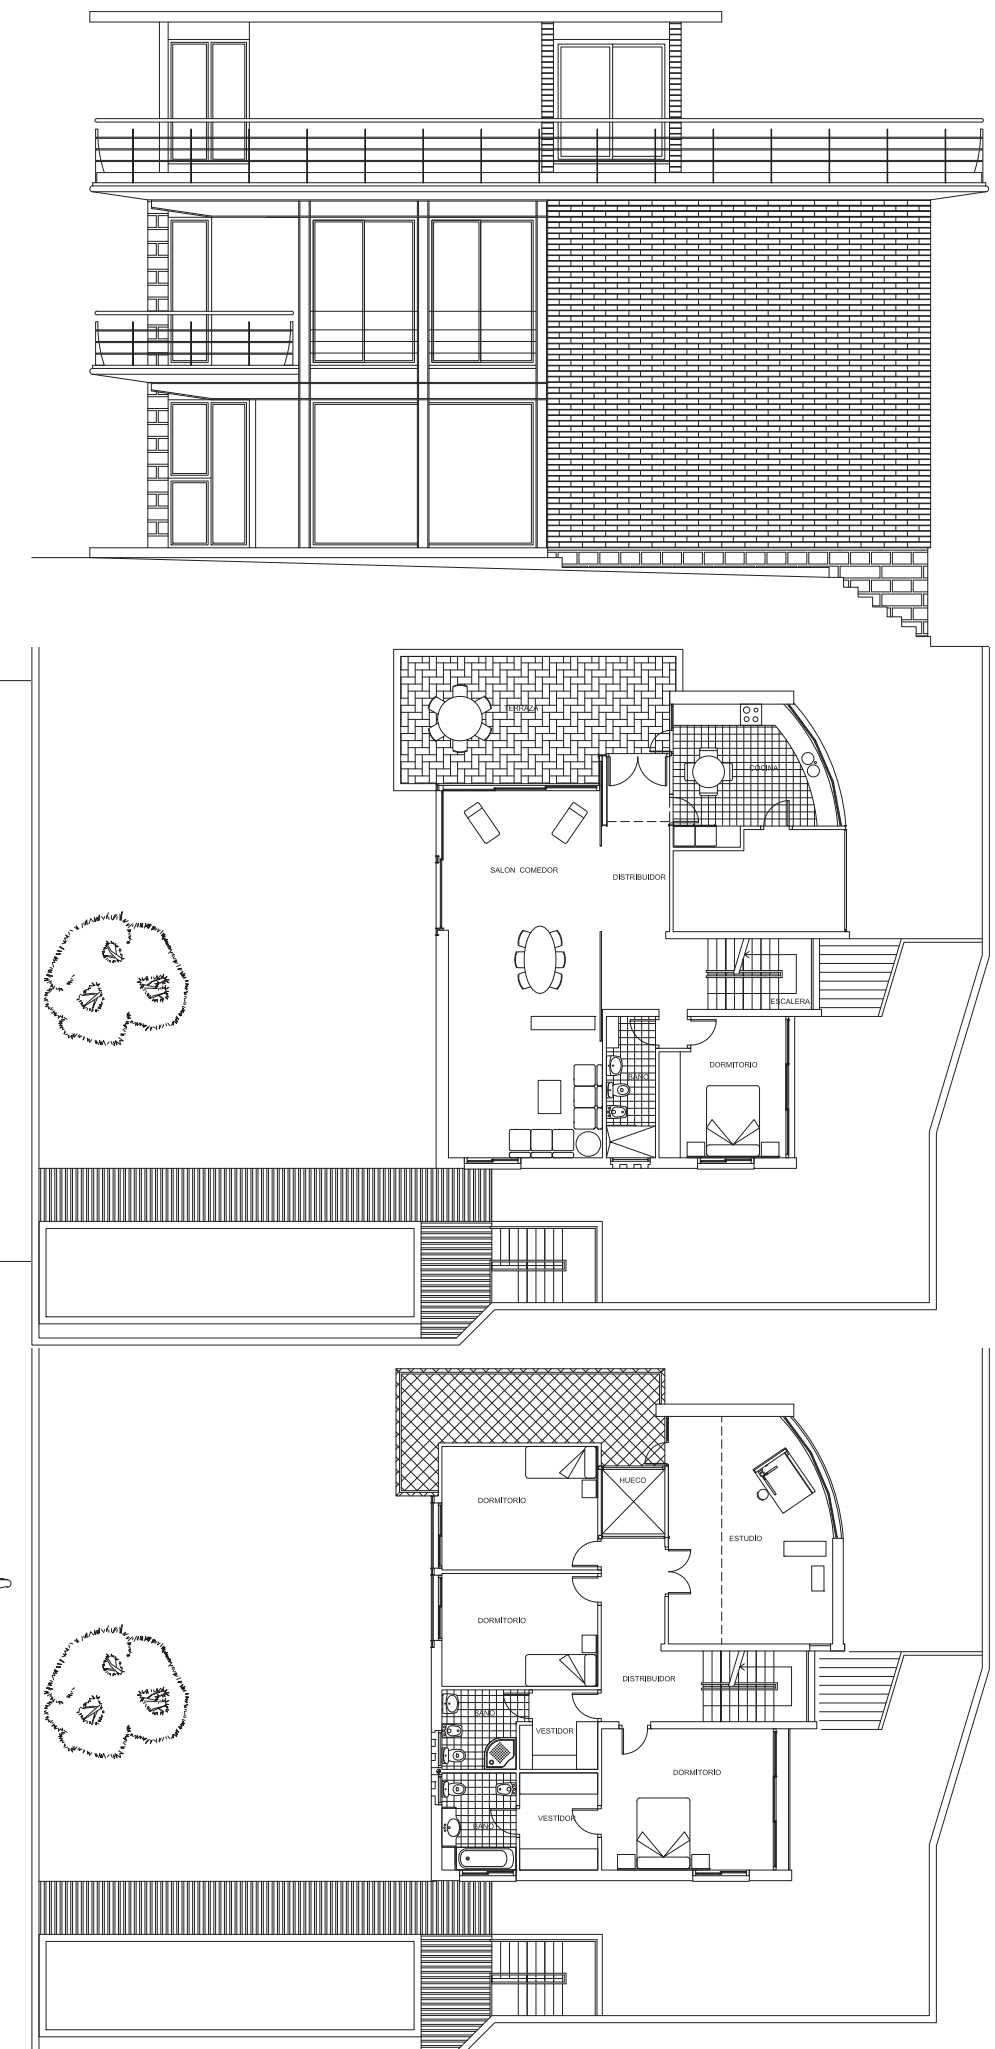 TERRAZA
COCINA
SALON COMEDOR
DISTRIBUIDOR
ESCALERA
DORMITORIO
BAÑO
HUECO
DORMITORIO
ESTUDIO
DORMITORIO
DISTRIBUIDOR
BAÑO
VESTIDOR
DORMITORIO
VESTIDOR
BAÑO